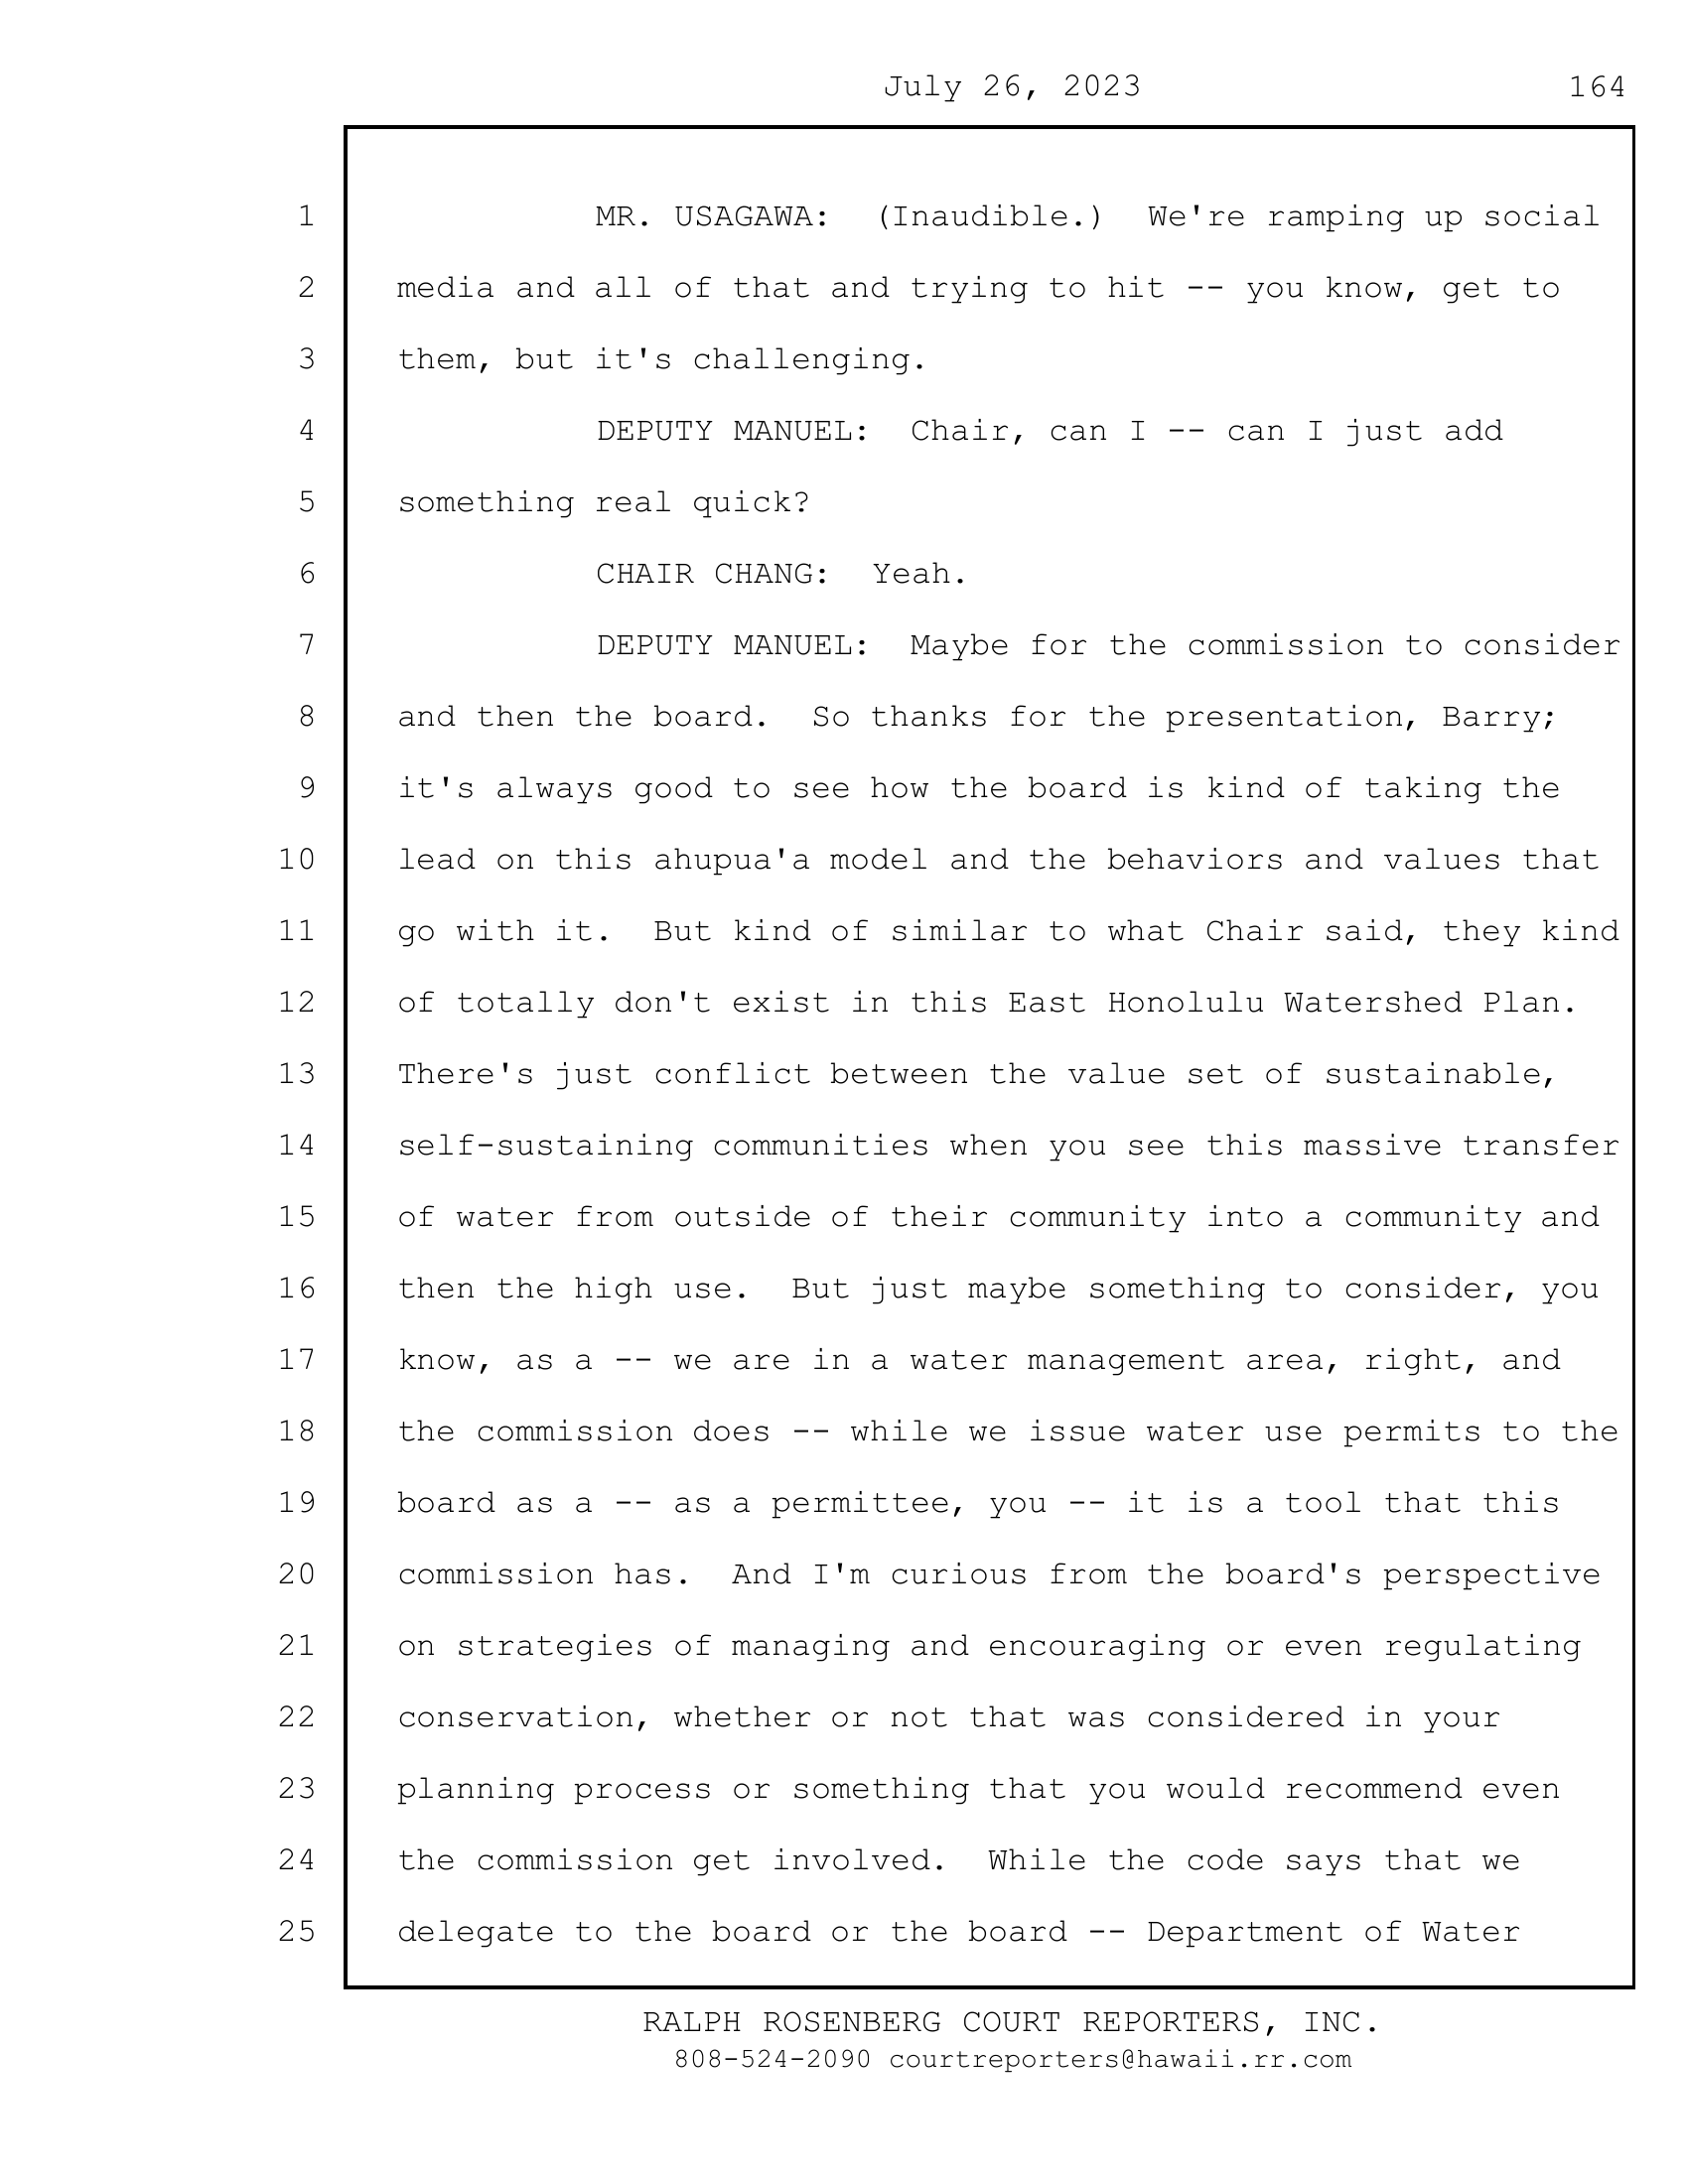 July 26, 2023 164
1 MR. USAGAWA:  (Inaudible.)  We're ramping up social
2 media and all of that and trying to hit -- you know, get to
3 them, but it's challenging.
4 DEPUTY MANUEL:  Chair, can I -- can I just add
5 something real quick?
6 CHAIR CHANG:  Yeah.
7 DEPUTY MANUEL:  Maybe for the commission to consider
8 and then the board.  So thanks for the presentation, Barry;
9 it's always good to see how the board is kind of taking the
10 lead on this ahupua'a model and the behaviors and values that
11 go with it.  But kind of similar to what Chair said, they kind
12 of totally don't exist in this East Honolulu Watershed Plan.
13 There's just conflict between the value set of sustainable,
14 self-sustaining communities when you see this massive transfer
15 of water from outside of their community into a community and
16 then the high use.  But just maybe something to consider, you
17 know, as a -- we are in a water management area, right, and
18 the commission does -- while we issue water use permits to the
19 board as a -- as a permittee, you -- it is a tool that this
20 commission has.  And I'm curious from the board's perspective
21 on strategies of managing and encouraging or even regulating
22 conservation, whether or not that was considered in your
23 planning process or something that you would recommend even
24 the commission get involved.  While the code says that we
25 delegate to the board or the board -- Department of Water
RALPH ROSENBERG COURT REPORTERS, INC.
808-524-2090 courtreporters@hawaii.rr.com